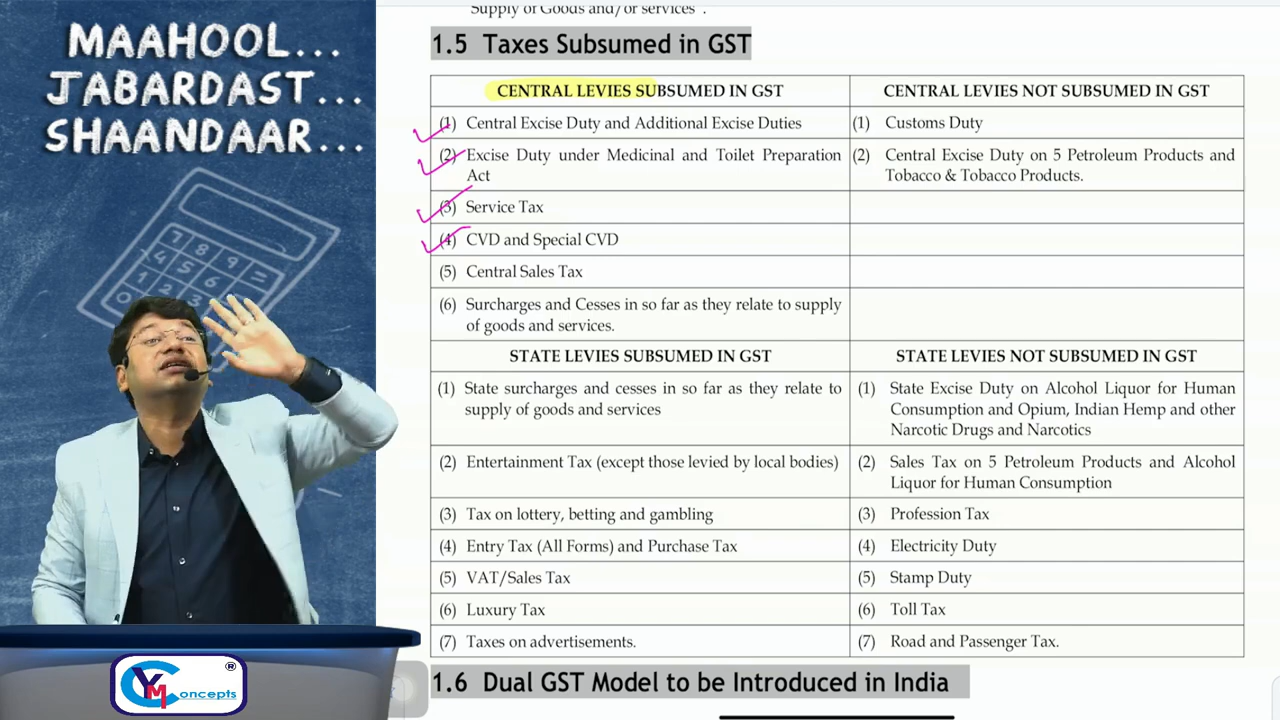 MAAHOOL...
JABARDAST...
SHAANDAAR...
Supply of Goods and/or services".
1.5 Taxes Subsumed in GST
CENTRAL LEVIES SUBSUMED IN GST
CENTRAL LEVIES NOT SUBSUMED IN GST
(1) Central Excise Duty and Additional Excise Duties
(1) Customs Duty
(2) Excise Duty under Medicinal and Toilet Preparation
Act
(2) Central Excise Duty on 5 Petroleum Products and
Tobacco & Tobacco Products.
(3) Service Tax
(4) CVD and Special CVD
(5) Central Sales Tax
(6) Surcharges and Cesses in so far as they relate to supply
of goods and services.
STATE LEVIES SUBSUMED IN GST
STATE LEVIES NOT SUBSUMED IN GST
(1) State surcharges and cesses in so far as they relate to
supply of goods and services
(1) State Excise Duty on Alcohol Liquor for Human
Consumption and Opium, Indian Hemp and other
Narcotic Drugs and Narcotics
(2) Entertainment Tax (except those levied by local bodies)
(2) Sales Tax on 5 Petroleum Products and Alcohol
Liquor for Human Consumption
(3) Tax on lottery, betting and gambling
(3) Profession Tax
(4) Entry Tax (All Forms) and Purchase Tax
(4) Electricity Duty
(5) VAT/Sales Tax
(5) Stamp Duty
(6) Luxury Tax
(6) Toll Tax
(7) Taxes on advertisements.
(7) Road and Passenger Tax.
1.6 Dual GST Model to be Introduced in India
7 8 9
4 5 6 =
0 1 2 3
CYM Concepts ®